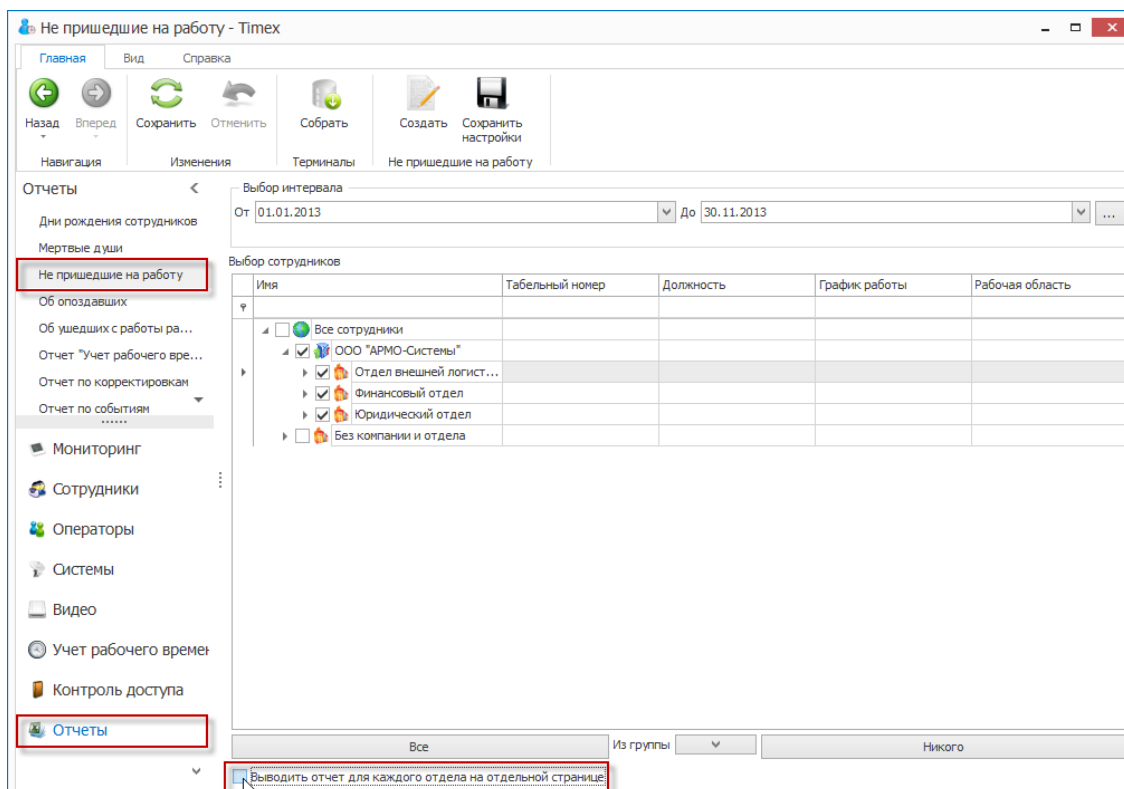 Не пришедшие на работу - Timex
Главная Вид Справка
Назад Вперед Сохранить Отменить Собрать Создать Сохранить настройки
Навигация Изменения Терминалы Не пришедшие на работу
Отчеты
Дни рождения сотрудников
Мертвые души
Не пришедшие на работу
Об опоздавших
Об ушедших с работы ра...
Отчет "Учет рабочего вре...
Отчет по корректировкам
Отчет по событиям
Мониторинг
Сотрудники
Операторы
Системы
Видео
Учет рабочего времен
Контроль доступа
Отчеты
Выбор интервала
От 01.01.2013 До 30.11.2013 ...
Выбор сотрудников
Имя Табельный номер Должность График работы Рабочая область
Все сотрудники
ООО "АРМО-Системы"
Отдел внешней логист...
Финансовый отдел
Юридический отдел
Без компании и отдела
Все Из группы Никого
Выводить отчет для каждого отдела на отдельной странице